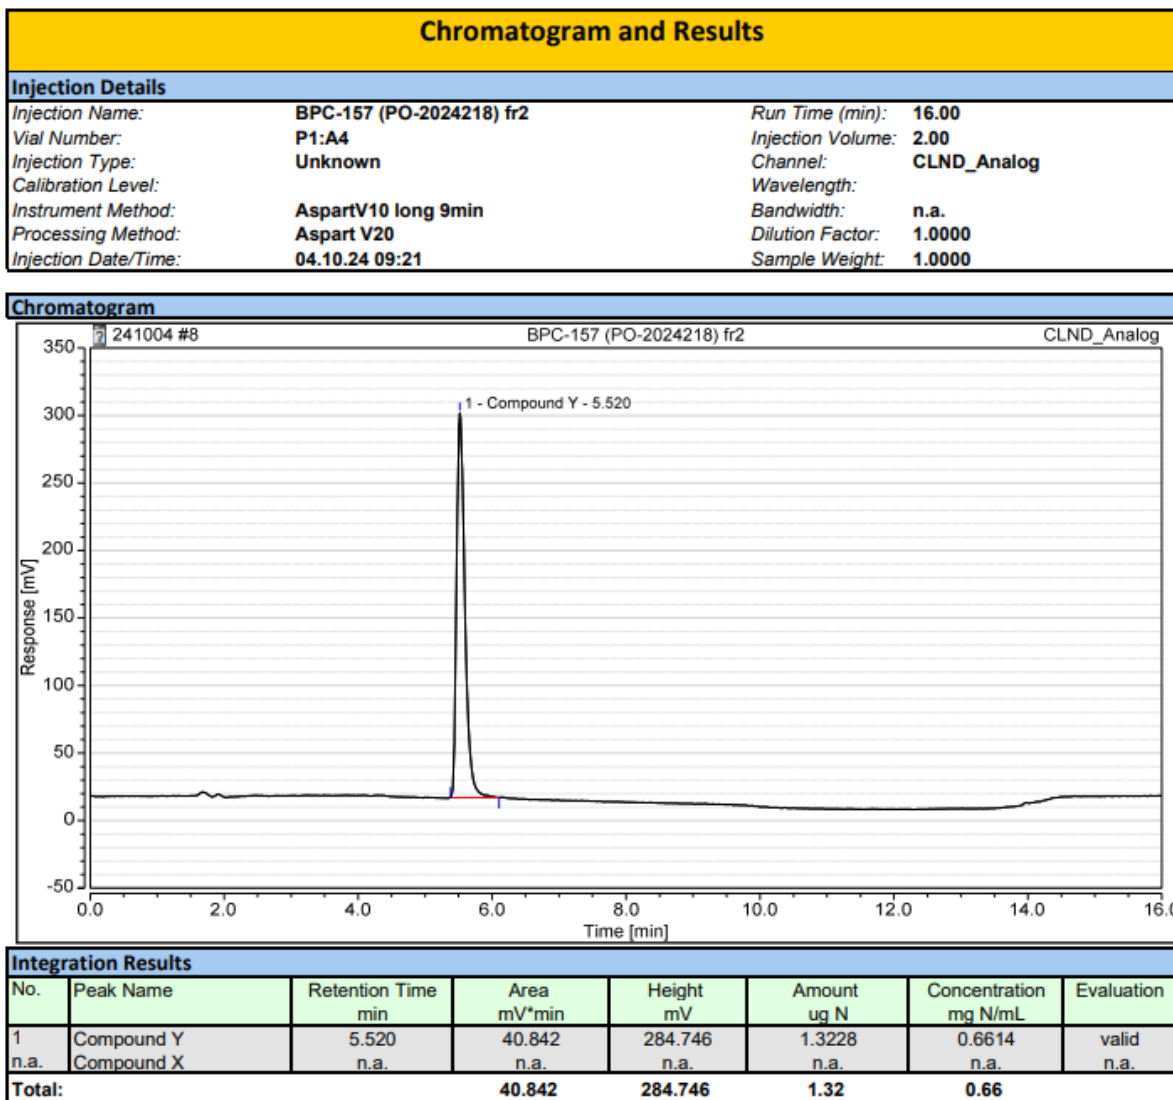 Chromatogram and Results
Injection Details
Injection Name: BPC-157 (PO-2024218) fr2 Run Time (min): 16.00
Vial Number: P1:A4 Injection Volume: 2.00
Injection Type: Unknown Channel: CLND_Analog
Calibration Level: Wavelength:
Instrument Method: AspartV10 long 9min Bandwidth: n.a.
Processing Method: Aspart V20 Dilution Factor: 1.0000
Injection Date/Time: 04.10.24 09:21 Sample Weight: 1.0000
Chromatogram
? 241004 #8 BPC-157 (PO-2024218) fr2 CLND_Analog
350
1 - Compound Y - 5.520
300
250
200
150
100
50
0
-50
Response [mV]
0.0 2.0 4.0 6.0 8.0 10.0 12.0 14.0 16.0
Time [min]
Integration Results
No. Peak Name Retention Time Area Height Amount Concentration Evaluation
min mV*min mV ug N mg N/mL
1 Compound Y 5.520 40.842 284.746 1.3228 0.6614 valid
n.a. Compound X n.a. n.a. n.a. n.a. n.a. n.a.
Total: 40.842 284.746 1.32 0.66